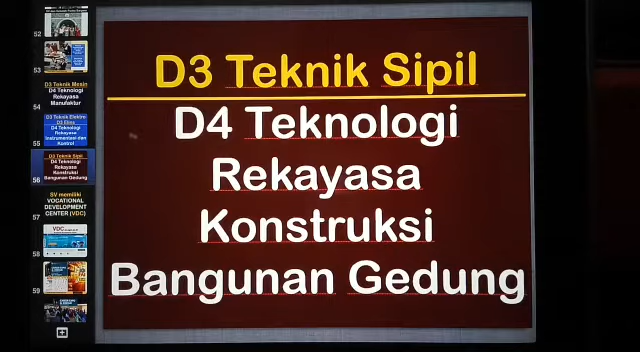 52
53
D3 Teknik Mesin
D4 Teknologi
Rekayasa
Manufaktur
54
D3 Teknik Elektro
D4 Teknologi
Rekayasa
Instrumentasi dan
Kontrol
55
D3 Teknik Sipil
D4 Teknologi
Rekayasa
Konstruksi
Bangunan Gedung
56
SV memiliki
VOCATIONAL
DEVELOPMENT
CENTER (VDC)
57
VDC
58
59
D3 Teknik Sipil
D4 Teknologi
Rekayasa
Konstruksi
Bangunan Gedung